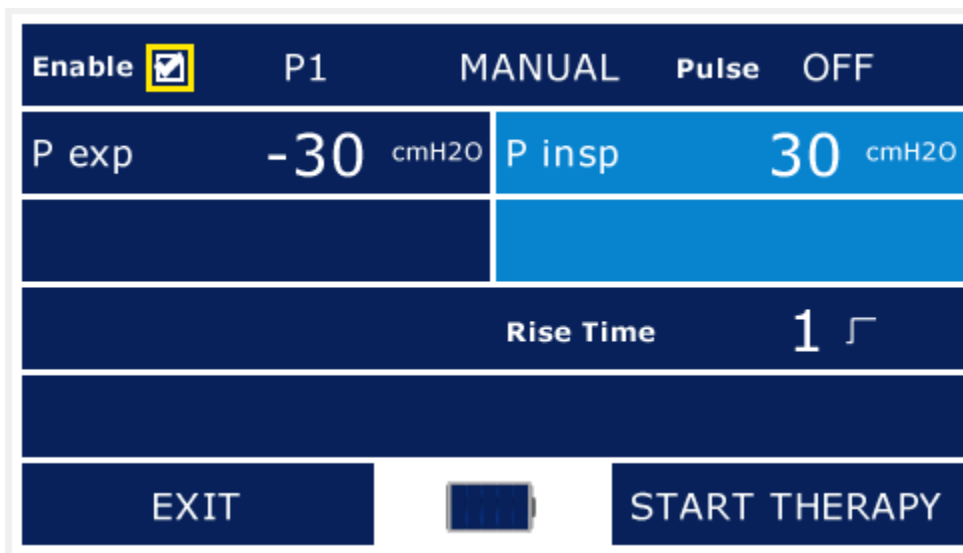 Enable P1 MANUAL Pulse OFF
P exp -30 cmH2O P insp 30 cmH2O
Rise Time 1
EXIT START THERAPY